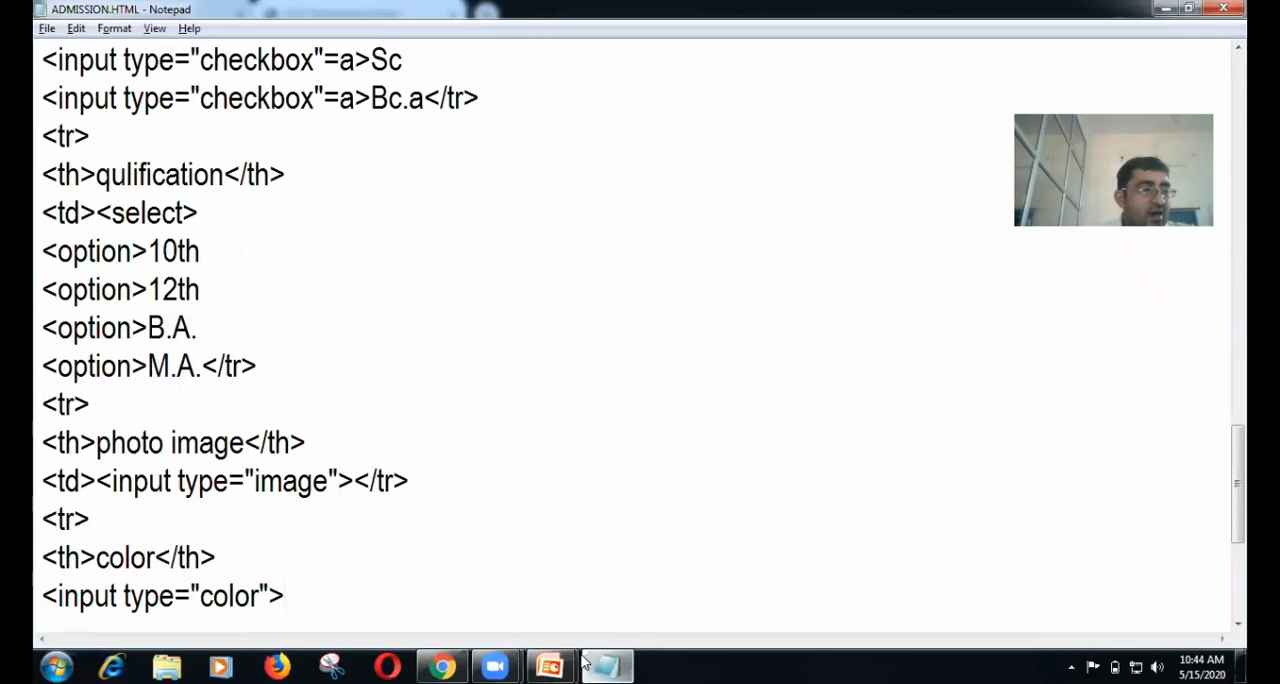 ADMISSION.HTML - Notepad
File Edit Format View Help
<input type="checkbox"=a>Sc
<input type="checkbox"=a>Bc.a</tr>
<tr>
<th>qulification</th>
<td><select>
<option>10th
<option>12th
<option>B.A.
<option>M.A.</tr>
<tr>
<th>photo image</th>
<td><input type="image"></tr>
<tr>
<th>color</th>
<input type="color">
10:44 AM
5/15/2020